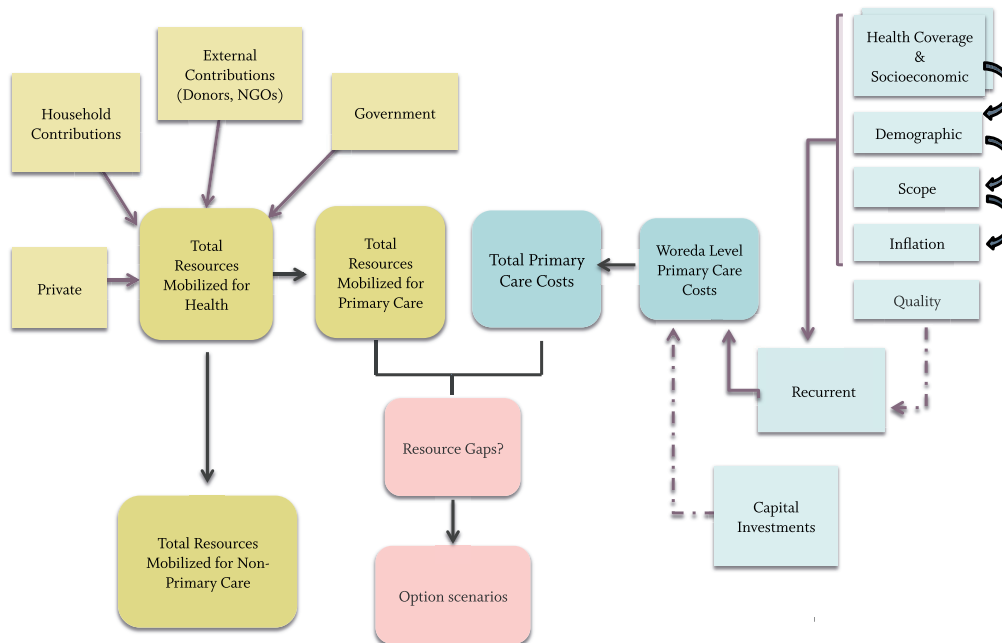 External
Contributions
(Donors, NGOs)
Household
Contributions
Government
Private
Total
Resources
Mobilized for
Health
Total
Resources
Mobilized for
Primary Care
Total Primary
Care Costs
Woreda Level
Primary Care
Costs
Health Coverage
&
Socioeconomic
Demographic
Scope
Inflation
Quality
Recurrent
Resource Gaps?
Capital
Investments
Total Resources
Mobilized for Non-
Primary Care
Option scenarios